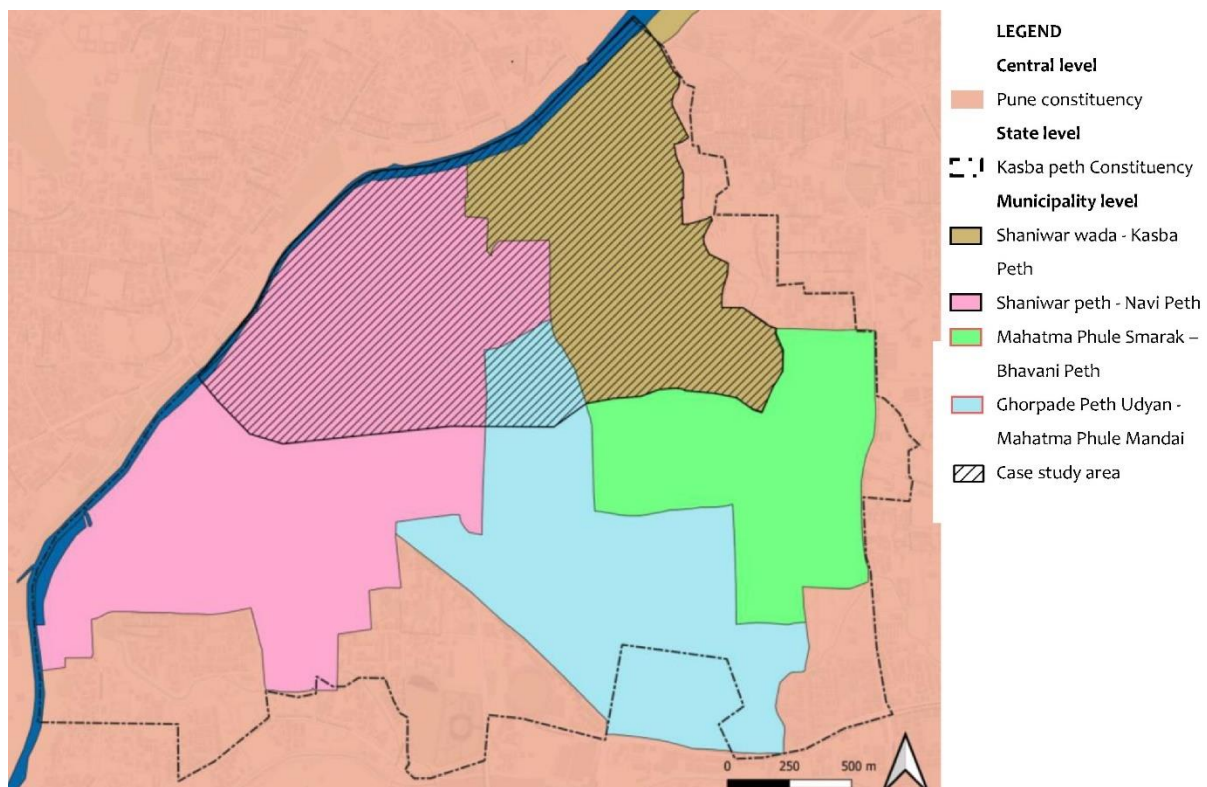 LEGEND
Central level
Pune constituency
State level
Kasba peth Constituency
Municipality level
Shaniwar wada - Kasba
Peth
Shaniwar peth - Navi Peth
Mahatma Phule Smarak –
Bhavani Peth
Ghorpade Peth Udyan -
Mahatma Phule Mandai
Case study area
0 250 500 m